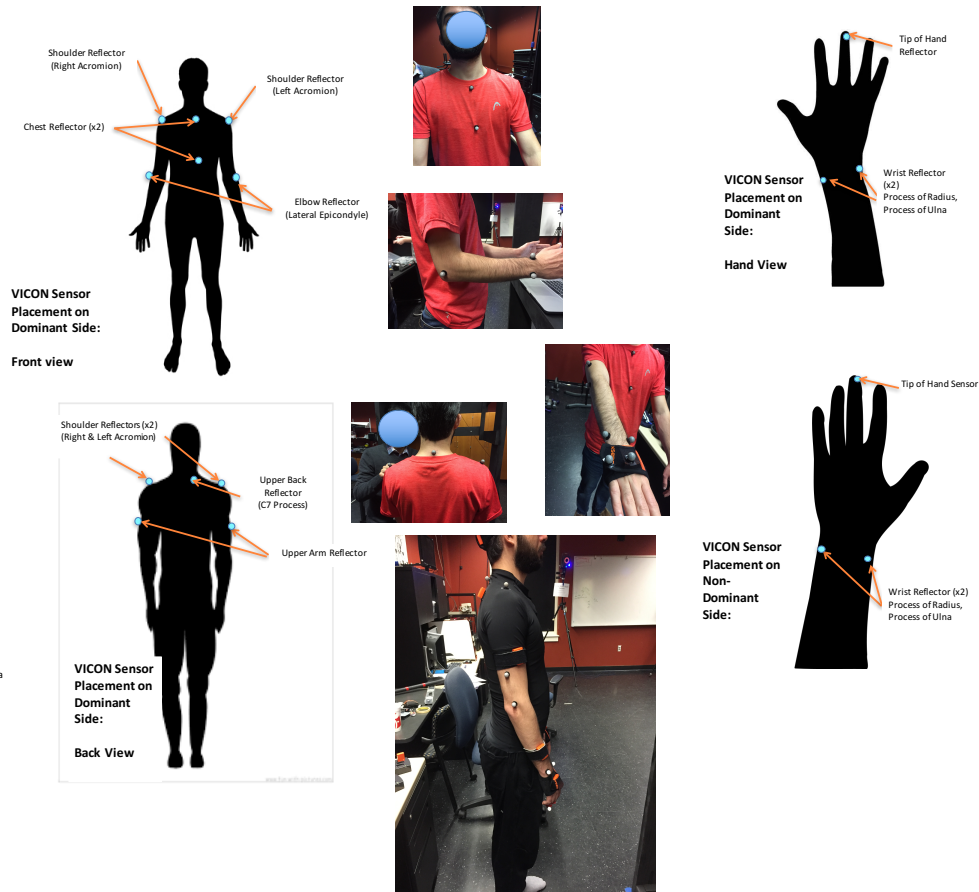 Shoulder Reflector
(Right Acromion)
Shoulder Reflector
(Left Acromion)
Chest Reflector (x2)
Elbow Reflector
(Lateral Epicondyle)
VICON Sensor
Placement on
Dominant Side:
Front view
Tip of Hand
Reflector
VICON Sensor
Placement on
Dominant
Side:
Hand View
Wrist Reflector
(x2)
Process of Radius,
Process of Ulna
Shoulder Reflectors (x2)
(Right & Left Acromion)
Upper Back
Reflector
(C7 Process)
Upper Arm Reflector
VICON Sensor
Placement on
Dominant
Side:
Back View
a
Tip of Hand Sensor
VICON Sensor
Placement on
Non-
Dominant
Side:
Wrist Reflector (x2)
Process of Radius,
Process of Ulna